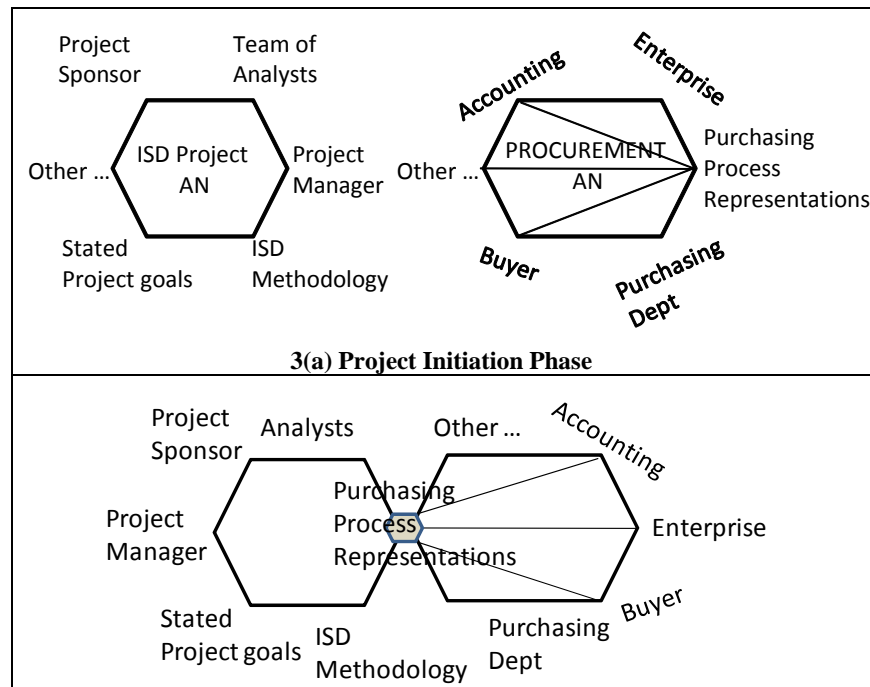 Project
Sponsor
Team of
Analysts
Other ...
ISD Project
AN
Project
Manager
Stated
Project goals
ISD
Methodology
Accounting
Enterprise
Other ...
PROCUREMENT
AN
Purchasing
Process
Representations
Buyer
Purchasing
Dept
3(a) Project Initiation Phase
Project
Sponsor
Analysts
Other ...
Accounting
Project
Manager
Purchasing
Process
Representations
Enterprise
Stated
Project goals
ISD
Methodology
Purchasing
Dept
Buyer